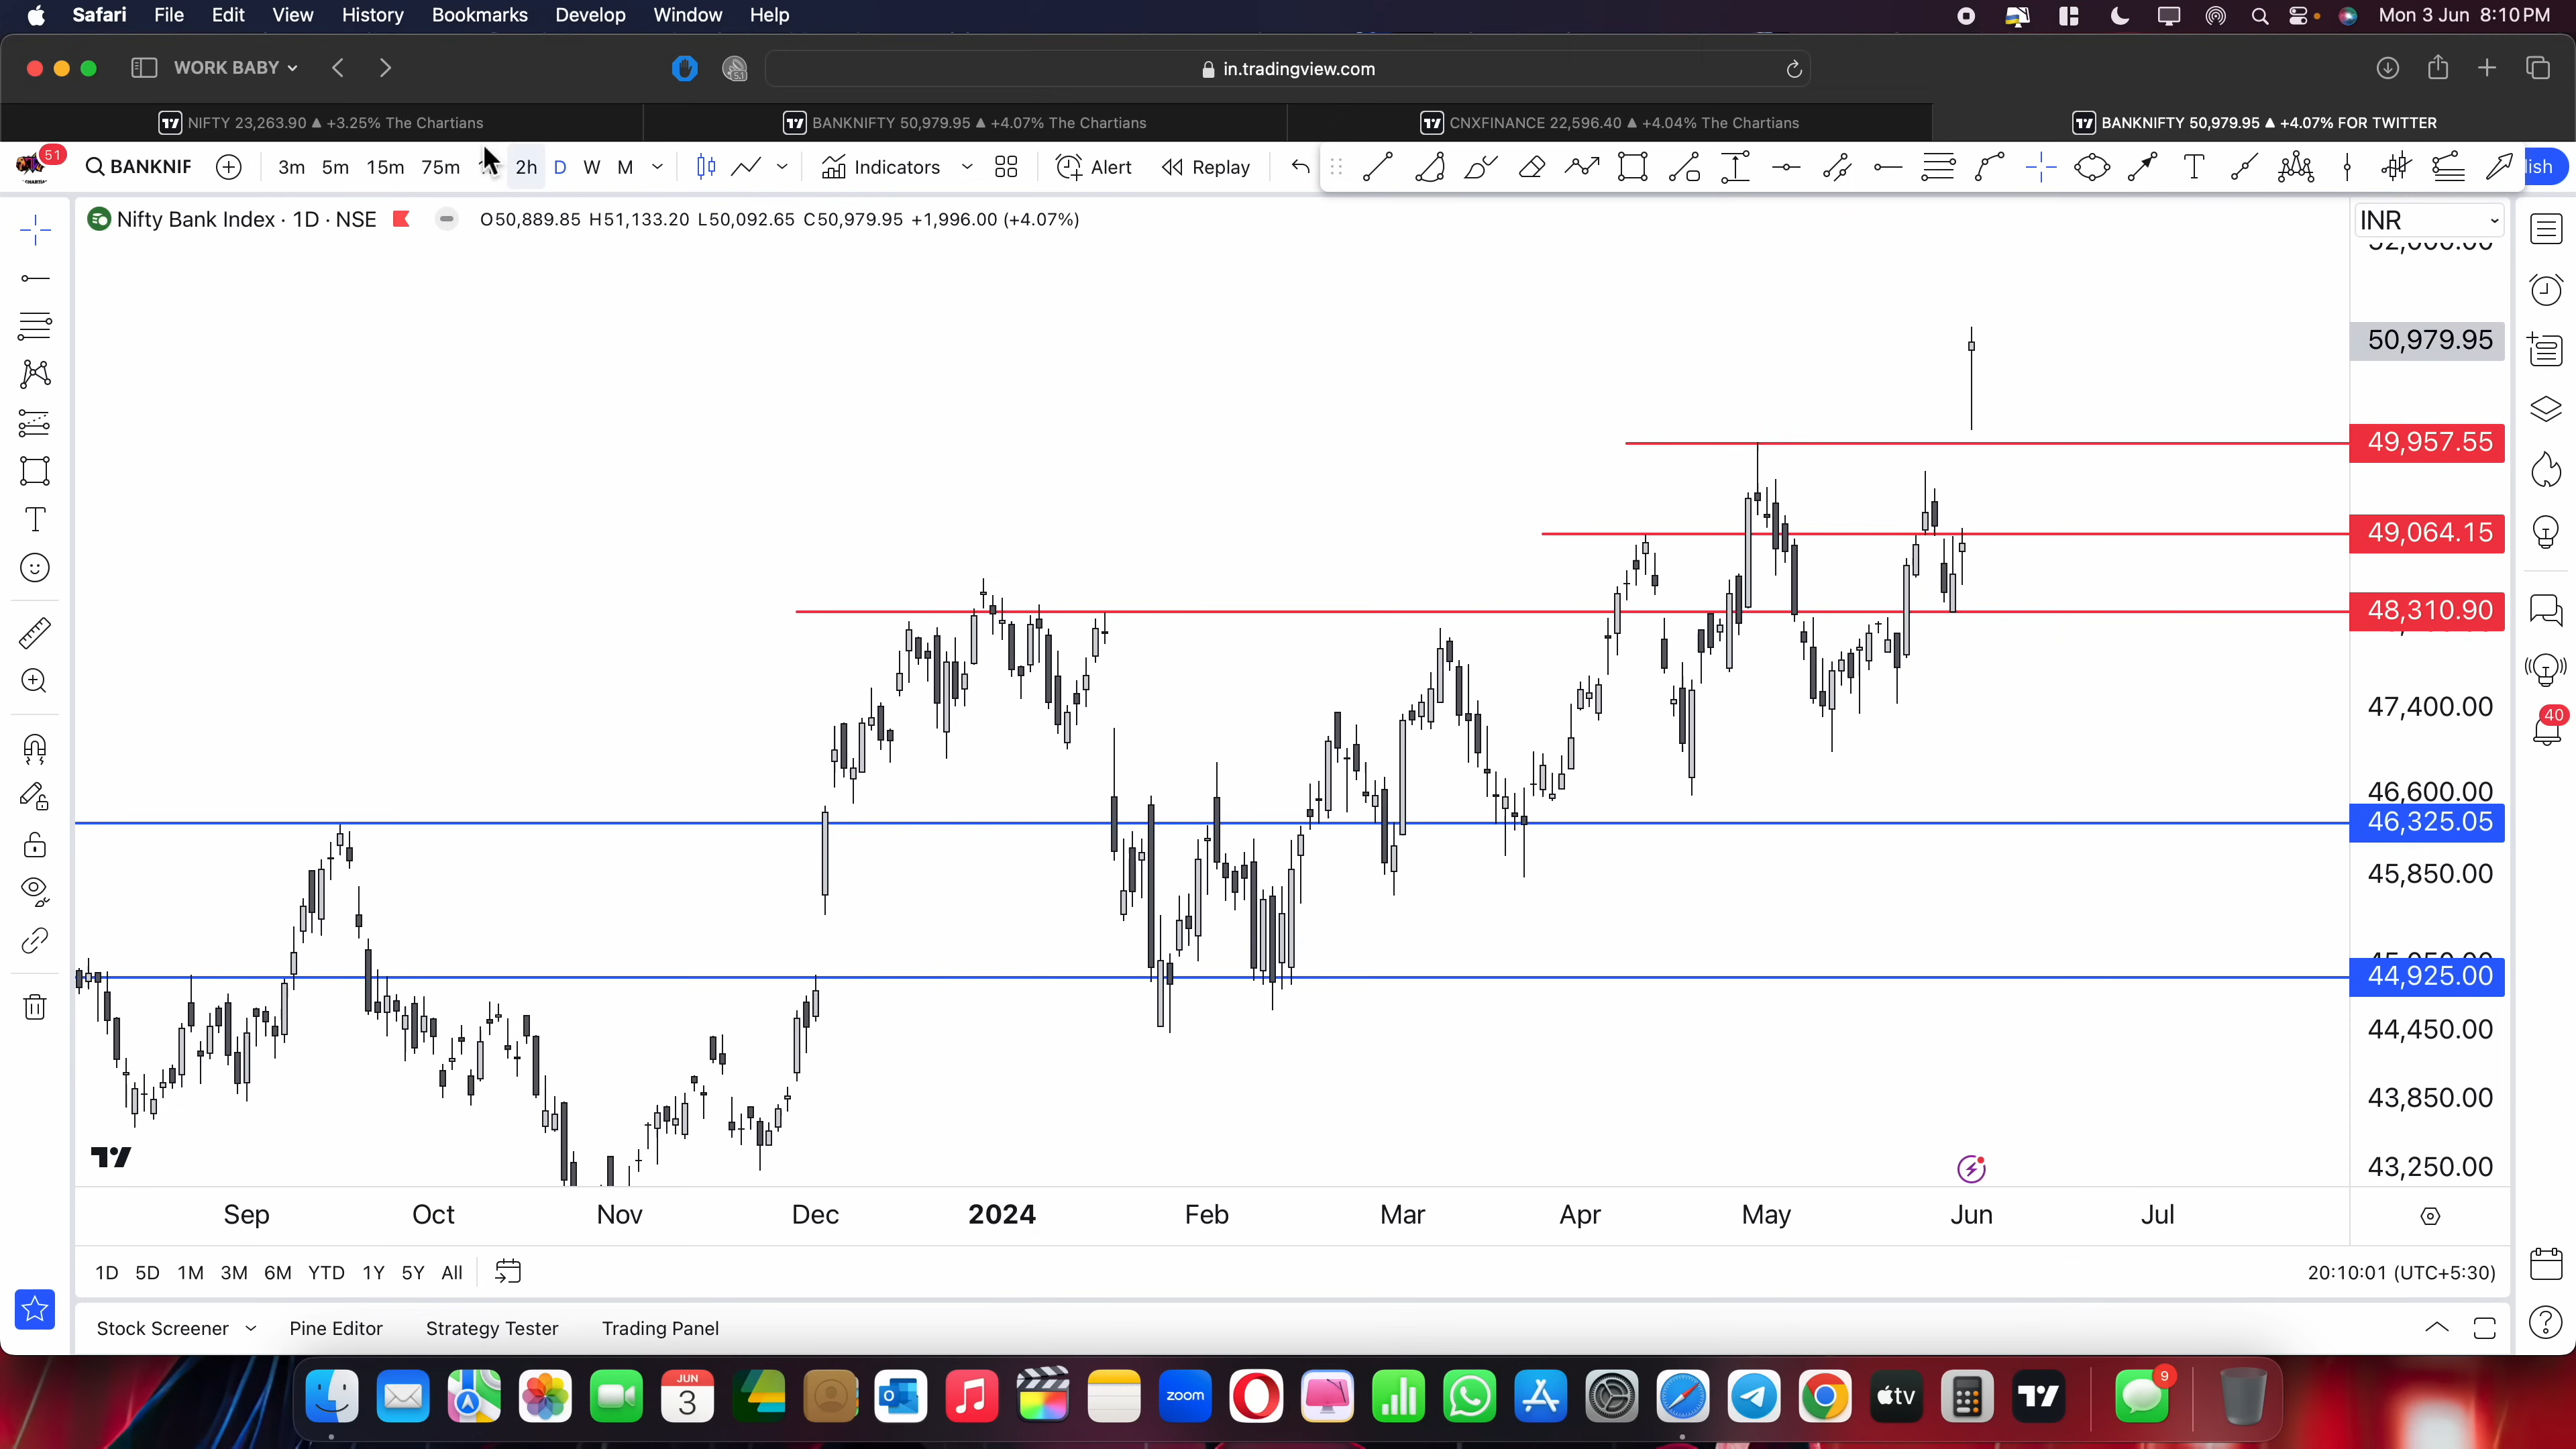 Safari File Edit View History Bookmarks Develop Window Help Mon 3 Jun 8:10 PM
WORK BABY in.tradingview.com
NIFTY 23,263.90 ▲ +3.25% The Chartians BANKNIFTY 50,979.95 ▲ +4.07% The Chartians CNXFINANCE 22,596.40 ▲ +4.04% The Chartians BANKNIFTY 50,979.95 ▲ +4.07% FOR TWITTER
51 BANKNIF 3m 5m 15m 75m 2h D W M Indicators Alert Replay lish
Nifty Bank Index · 1D · NSE O50,889.85 H51,133.20 L50,092.65 C50,979.95 +1,996.00 (+4.07%)
INR
50,979.95
49,957.55
49,064.15
48,310.90
47,400.00
40
46,600.00
46,325.05
45,850.00
44,925.00
44,450.00
43,850.00
43,250.00
Sep Oct Nov Dec 2024 Feb Mar Apr May Jun Jul
1D 5D 1M 3M 6M YTD 1Y 5Y All 20:10:01 (UTC+5:30)
Stock Screener Pine Editor Strategy Tester Trading Panel
JUN
3
zoom
tv
9